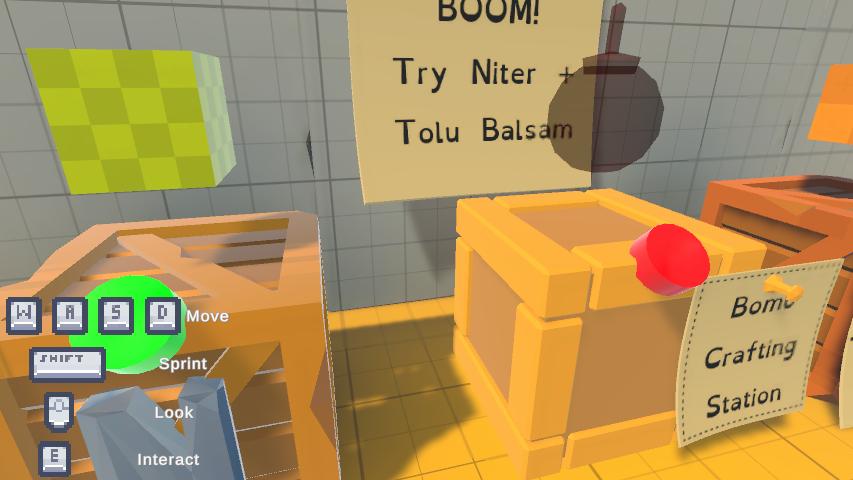 BOOM!
Try Niter +
Tolu Balsam
W A S D Move
SHIFT Sprint
Look
E Interact
Bomb
Crafting
Station